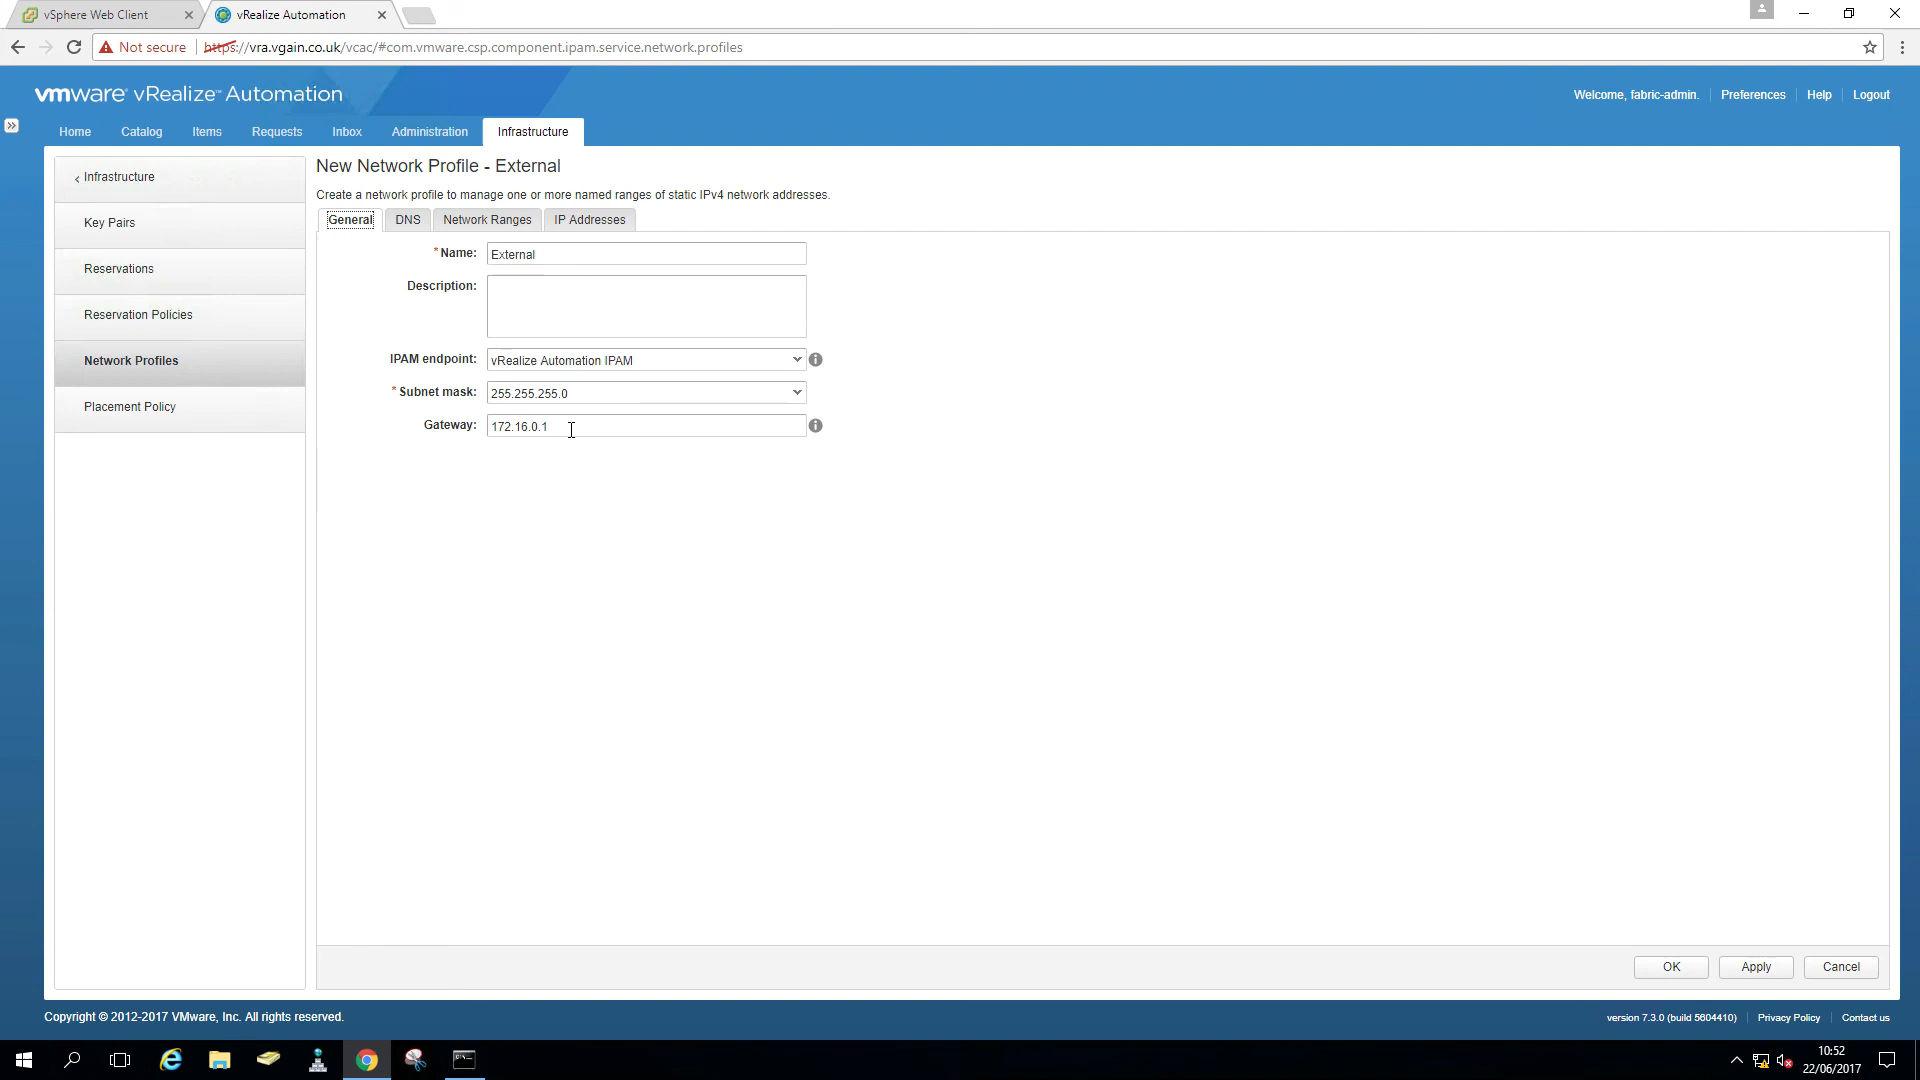 vSphere Web Client
vRealize Automation
Not secure https://vra.vgain.co.uk/vcac/#com.vmware.csp.component.ipam.service.network.profiles
vmware vRealize™ Automation
Welcome, fabric-admin. Preferences Help Logout
Home Catalog Items Requests Inbox Administration Infrastructure
Infrastructure
Key Pairs
Reservations
Reservation Policies
Network Profiles
Placement Policy
New Network Profile - External
Create a network profile to manage one or more named ranges of static IPv4 network addresses.
General DNS Network Ranges IP Addresses
* Name: External
Description:
IPAM endpoint: vRealize Automation IPAM
* Subnet mask: 255.255.255.0
Gateway: 172.16.0.1
OK Apply Cancel
Copyright © 2012-2017 VMware, Inc. All rights reserved.
version 7.3.0 (build 5604410) Privacy Policy Contact us
10:52
22/06/2017